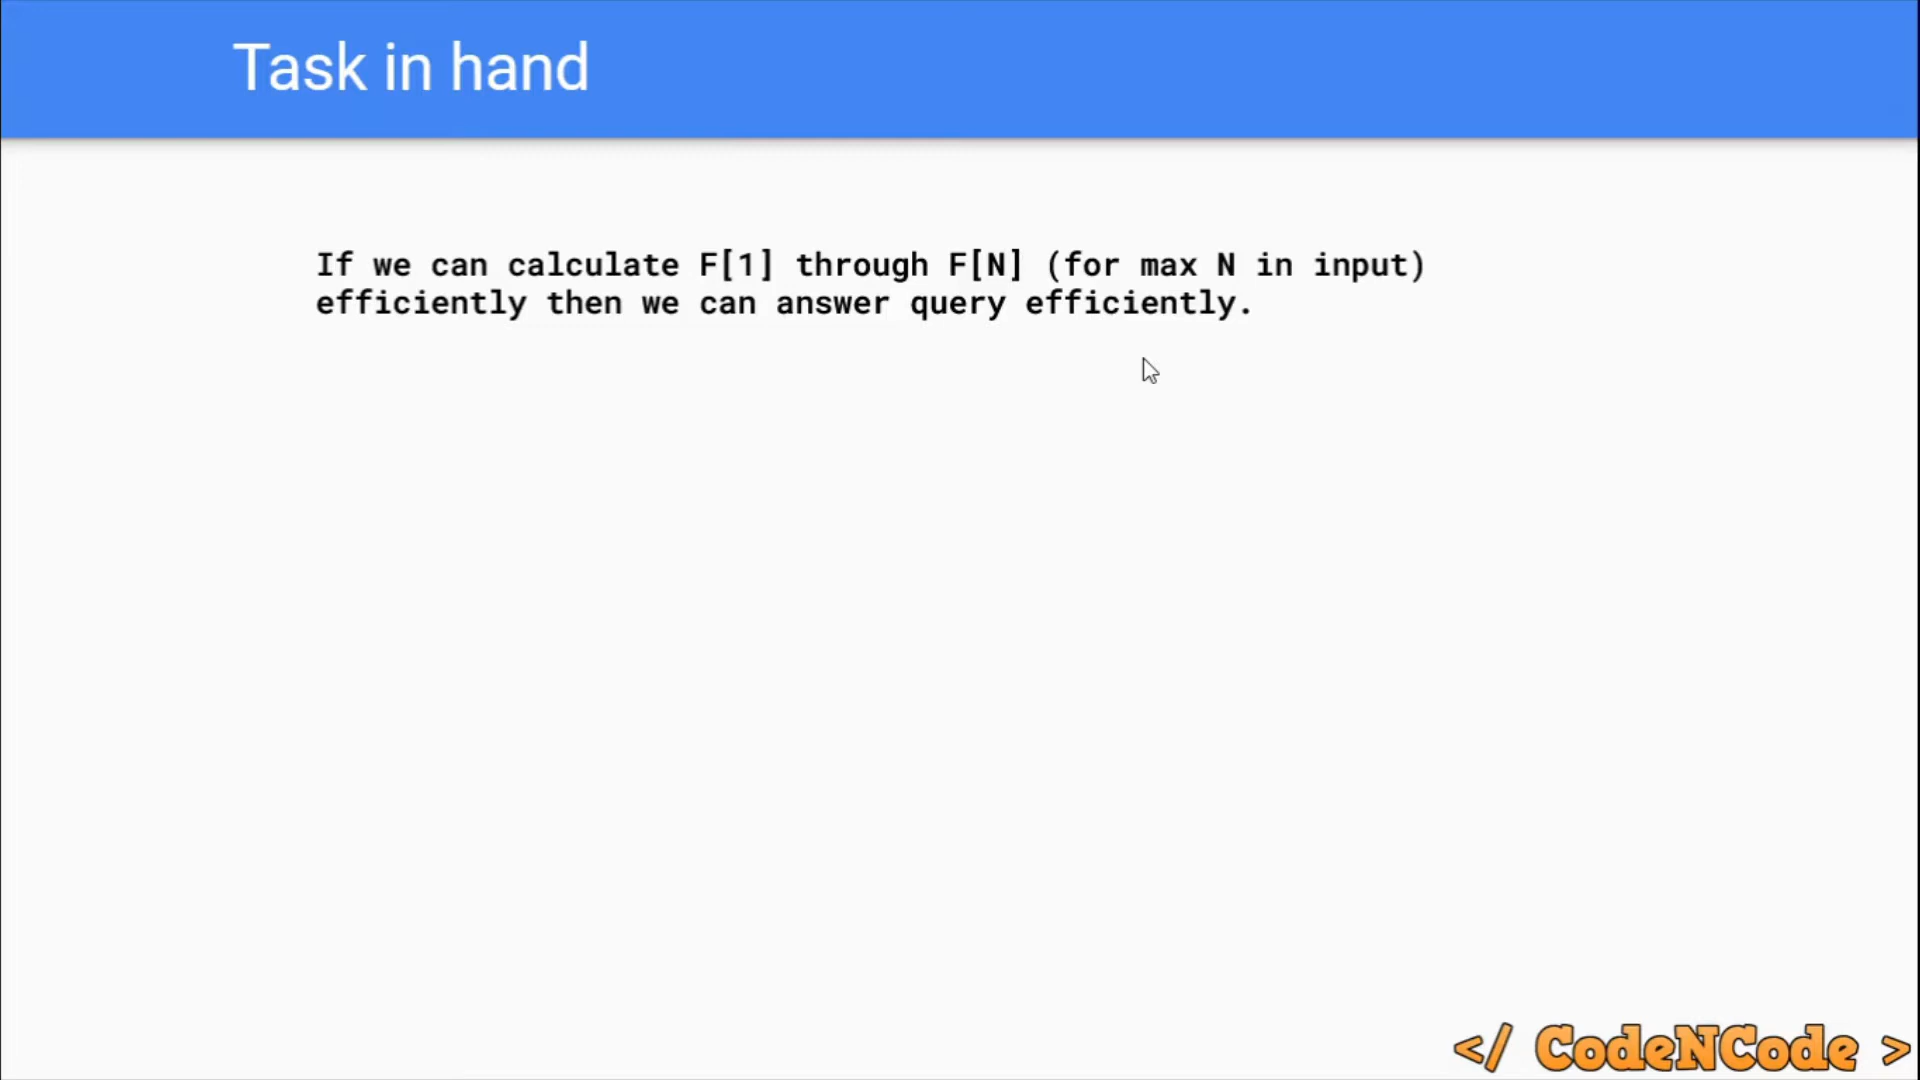 Task in hand
If we can calculate F[1] through F[N] (for max N in input)
efficiently then we can answer query efficiently.
</ CodeNCode >